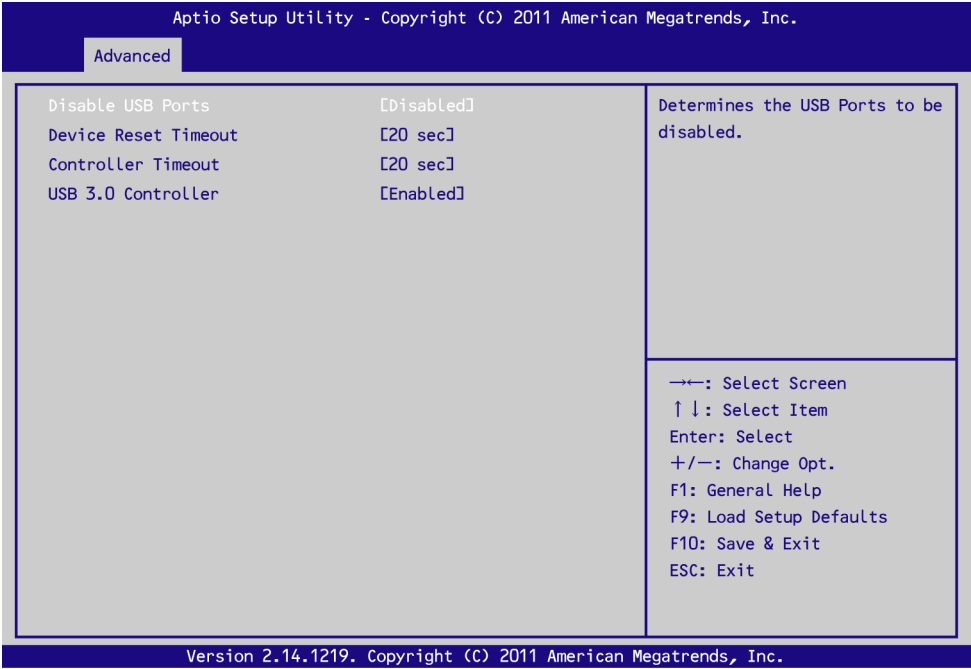 Aptio Setup Utility - Copyright (C) 2011 American Megatrends, Inc.
Advanced
Disable USB Ports [Disabled]
Device Reset Timeout [20 sec]
Controller Timeout [20 sec]
USB 3.0 Controller [Enabled]
Determines the USB Ports to be
disabled.
→←: Select Screen
↑↓: Select Item
Enter: Select
+/-: Change Opt.
F1: General Help
F9: Load Setup Defaults
F10: Save & Exit
ESC: Exit
Version 2.14.1219. Copyright (C) 2011 American Megatrends, Inc.